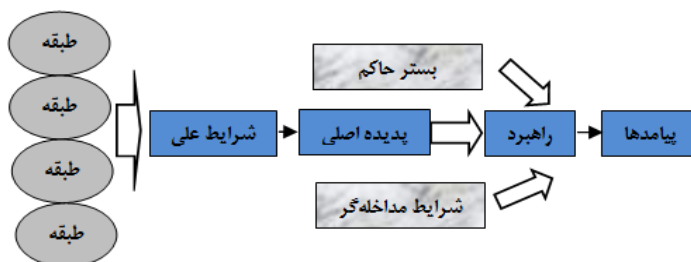 طبقه
طبقه
طبقه
طبقه
شرایط علی
پدیده اصلی
بستر حاکم
شرایط مداخله‌گر
راهبرد
پیامدها